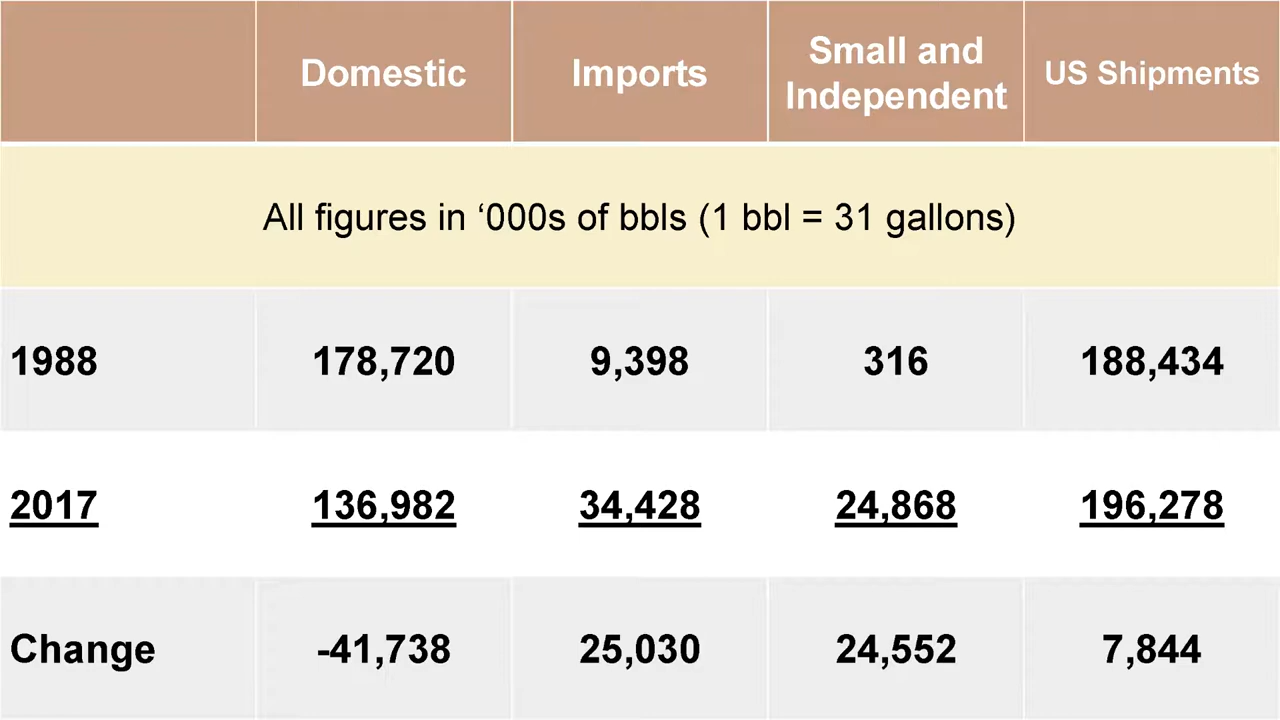 Domestic Imports Small and Independent US Shipments
All figures in ‘000s of bbls (1 bbl = 31 gallons)
1988 178,720 9,398 316 188,434
2017 136,982 34,428 24,868 196,278
Change -41,738 25,030 24,552 7,844